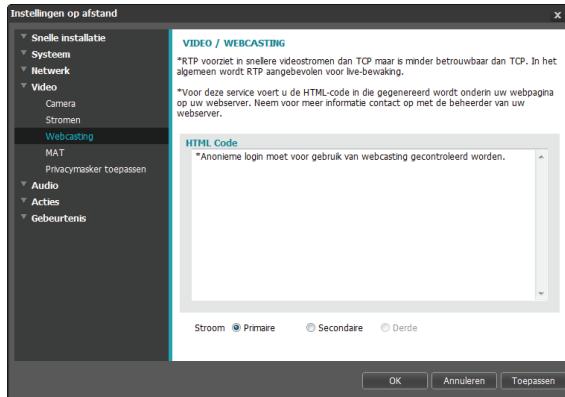 Instellingen op afstand
x
Snelle installatie
Systeem
Netwerk
Video
Camera
Stromen
Webcasting
MAT
Privacymasker toepassen
Audio
Acties
Gebeurtenis
VIDEO / WEBCASTING
*RTP voorziet in snellere videostromen dan TCP maar is minder betrouwbaar dan TCP. In het
algemeen wordt RTP aangebevolen voor live-bewaking.
*Voor deze service voert u de HTML-code in die gegenereerd wordt onderin uw webpagina
op uw webserver. Neem voor meer informatie contact op met de beheerder van uw
webserver.
HTML Code
*Anonieme login moet voor gebruik van webcasting gecontroleerd worden.
Stroom Primaire Secondaire Derde
OK Annuleren Toepassen